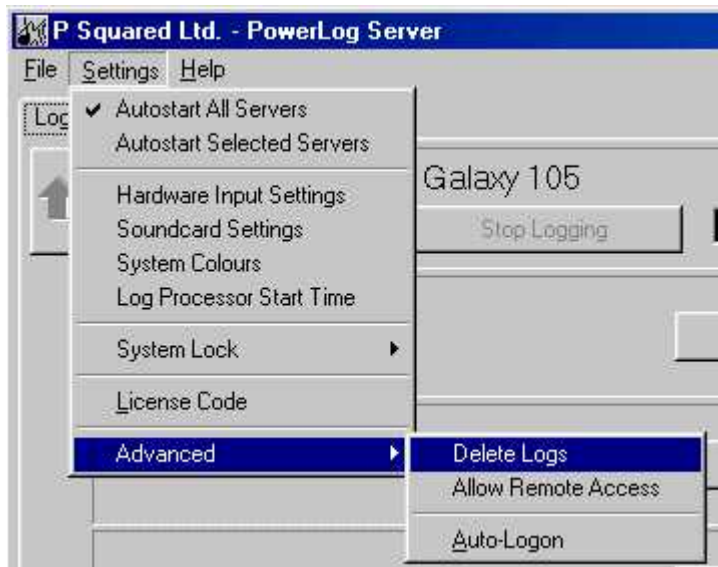 P Squared Ltd. - PowerLog Server
File Settings Help
Log
Autostart All Servers
Autostart Selected Servers
Galaxy 105
Hardware Input Settings
Stop Logging
Soundcard Settings
System Colours
Log Processor Start Time
System Lock
License Code
Advanced
Delete Logs
Allow Remote Access
Auto-Logon